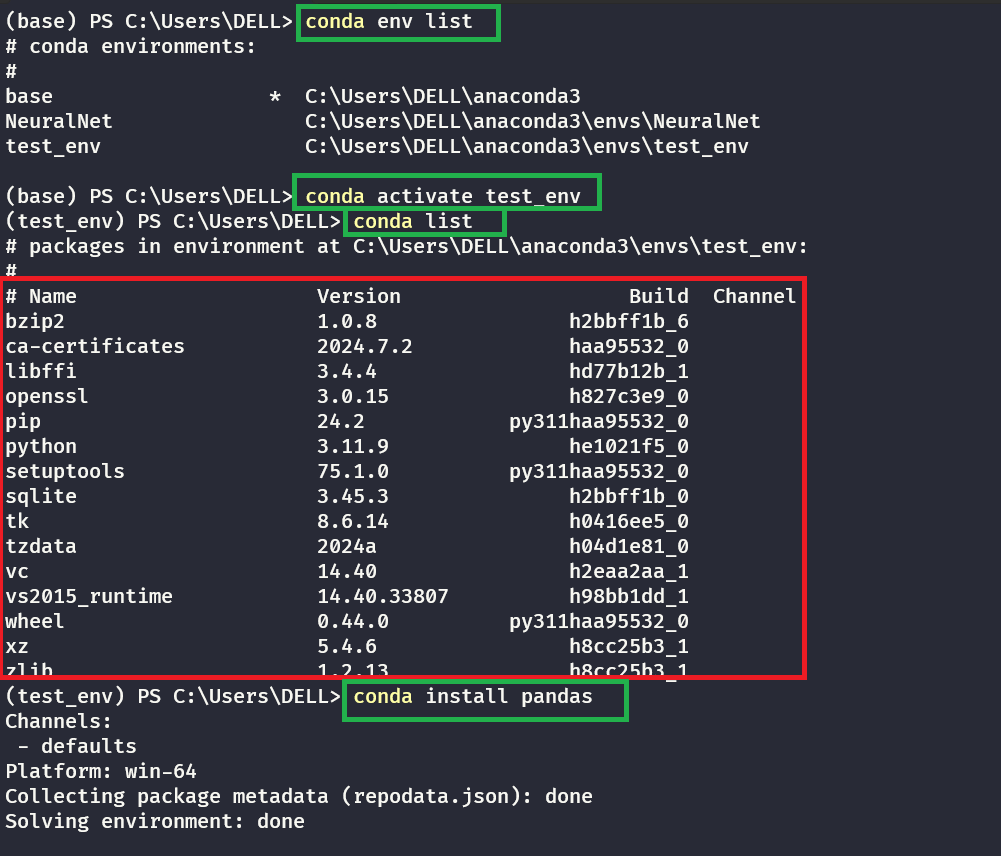 (base) PS C:\Users\DELL> conda env list
# conda environments:
#
base                  *  C:\Users\DELL\anaconda3
NeuralNet                C:\Users\DELL\anaconda3\envs\NeuralNet
test_env                 C:\Users\DELL\anaconda3\envs\test_env
(base) PS C:\Users\DELL> conda activate test_env
(test_env) PS C:\Users\DELL> conda list
# packages in environment at C:\Users\DELL\anaconda3\envs\test_env:
#
# Name                    Version                   Build  Channel
bzip2                     1.0.8                h2bbff1b_6
ca-certificates           2024.7.2             haa95532_0
libffi                    3.4.4                hd77b12b_1
openssl                   3.0.15               h827c3e9_0
pip                       24.2            py311haa95532_0
python                    3.11.9               he1021f5_0
setuptools                75.1.0          py311haa95532_0
sqlite                    3.45.3               h2bbff1b_0
tk                        8.6.14               h0416ee5_0
tzdata                    2024a                h04d1e81_0
vc                        14.40                h2eaa2aa_1
vs2015_runtime            14.40.33807          h98bb1dd_1
wheel                     0.44.0          py311haa95532_0
xz                        5.4.6                h8cc25b3_1
zlib                      1.2.13               h8cc25b3_1
(test_env) PS C:\Users\DELL> conda install pandas
Channels:
 - defaults
Platform: win-64
Collecting package metadata (repodata.json): done
Solving environment: done